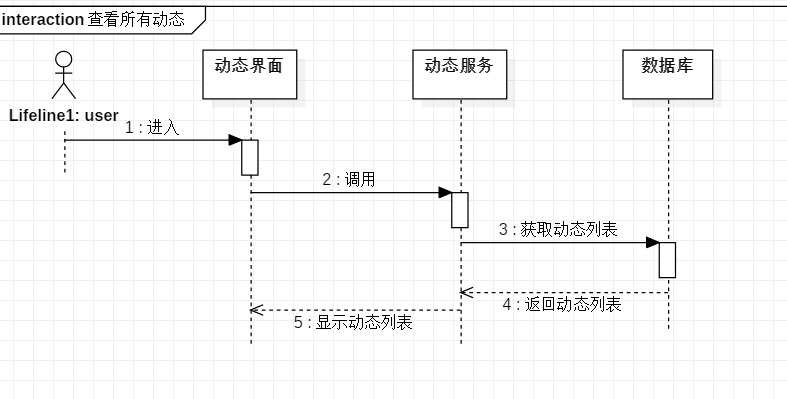 interaction 查看所有动态
动态界面
动态服务
数据库
Lifeline1: user
1 : 进入
2 : 调用
3 : 获取动态列表
4 : 返回动态列表
5 : 显示动态列表